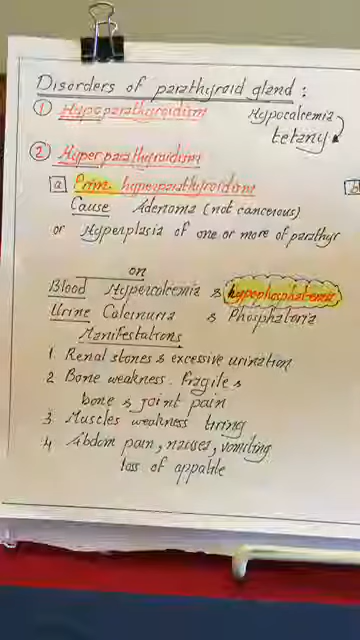 Disorders of parathyroid gland :
① Hypoparathyroidism Hypocalcemia
tetany
② Hyperparathyroidism
a Prim. hyperparathyroidism b
Cause Adenoma (not cancerous)
or Hyperplasia of one or more of parathyr
on
Blood Hypercalcemia & hypophosphatemia
Urine Calcinuria & Phosphaturia
Manifestations
1. Renal stones & excessive urination
2 Bone weakness. Fragile &
bone & joint pain
3 Muscles weakness tiring
4. Abdom pain, nausea, vomiting
loss of appatite